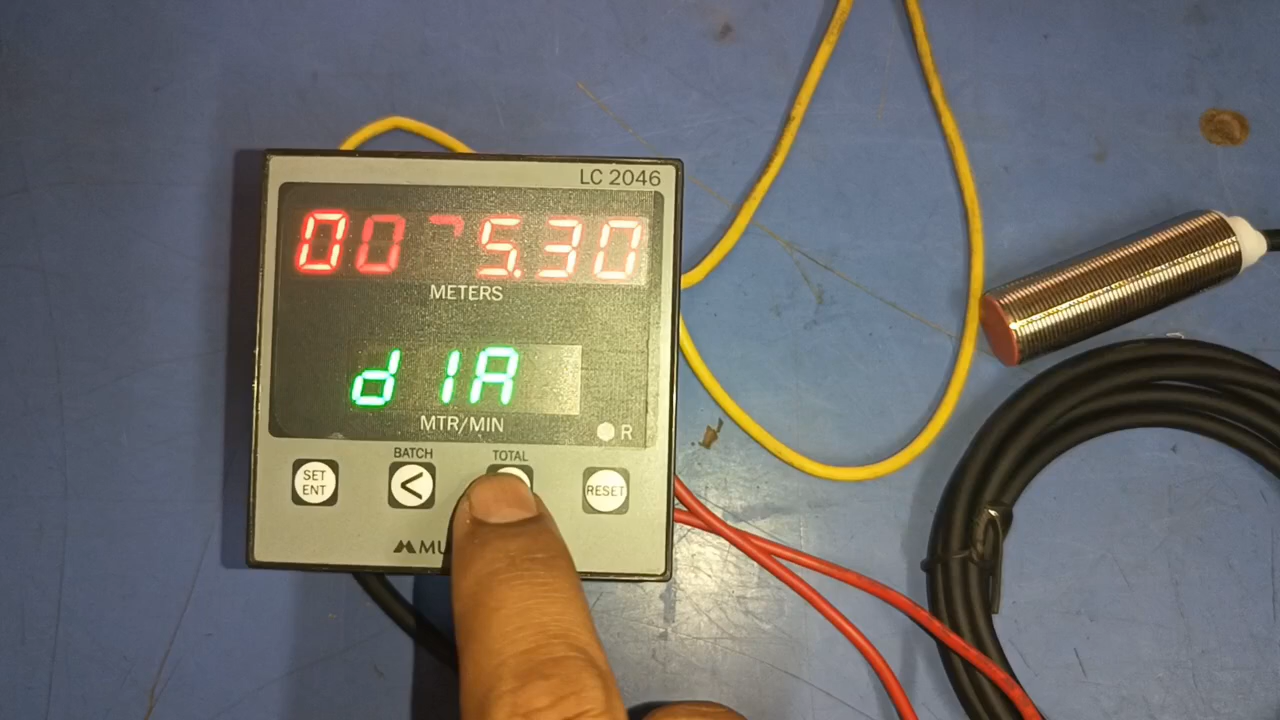 LC 2046
00 5.30
METERS
dIA
MTR/MIN
R
BATCH
TOTAL
SET
ENT
<
RESET